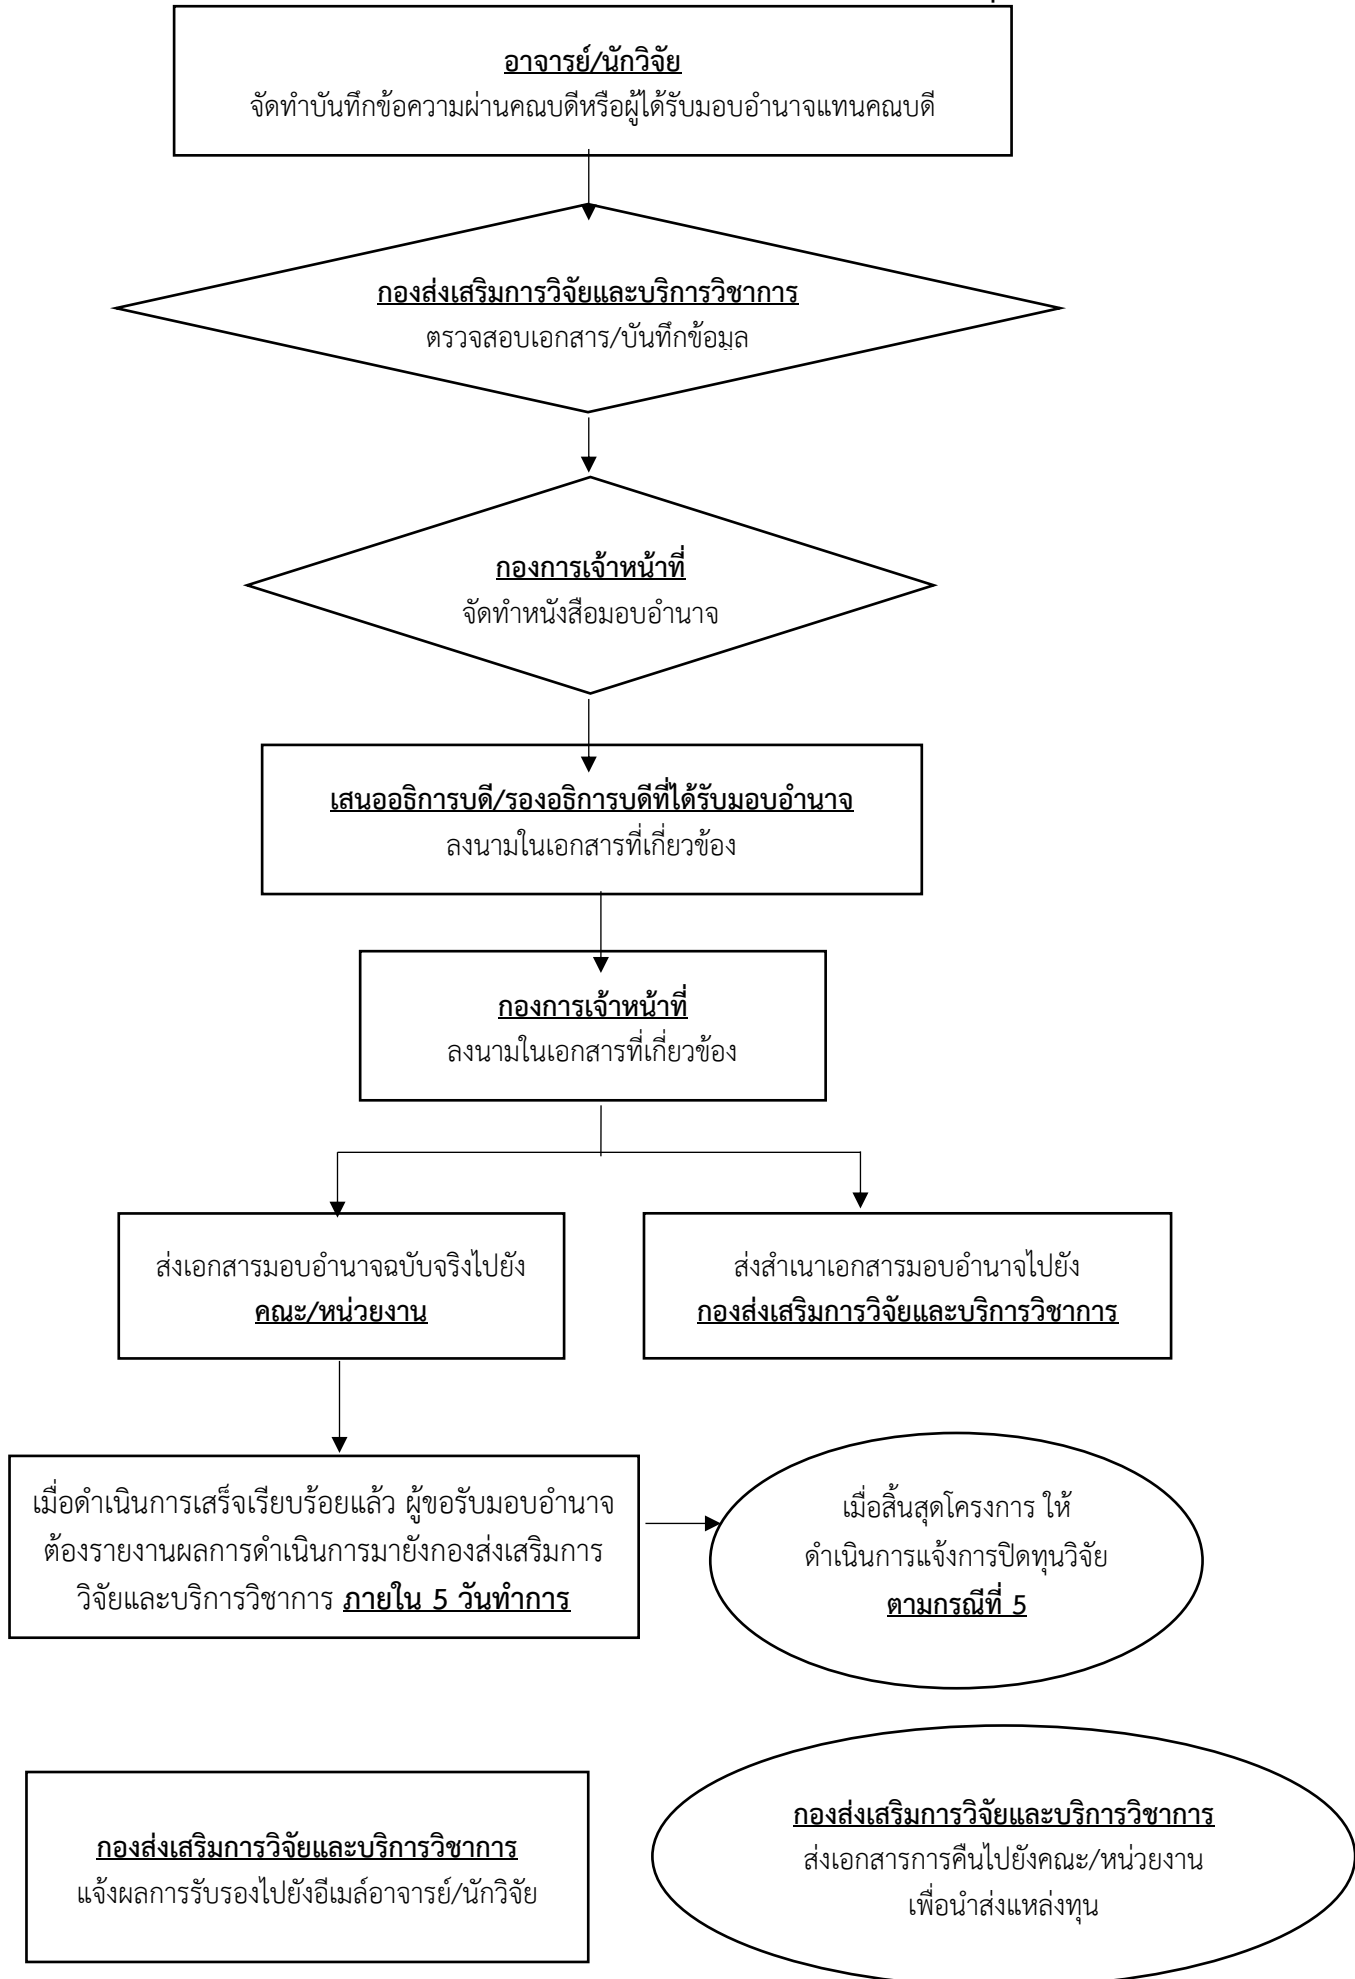 อาจารย์/นักวิจัย
จัดทำบันทึกข้อความผ่านคณบดีหรือผู้ได้รับมอบอำนาจแทนคณบดี
กองส่งเสริมการวิจัยและบริการวิชาการ
ตรวจสอบเอกสาร/บันทึกข้อมูล
กองการเจ้าหน้าที่
จัดทำหนังสือมอบอำนาจ
เสนออธิการบดี/รองอธิการบดีที่ได้รับมอบอำนาจ
ลงนามในเอกสารที่เกี่ยวข้อง
กองการเจ้าหน้าที่
ลงนามในเอกสารที่เกี่ยวข้อง
ส่งเอกสารมอบอำนาจฉบับจริงไปยัง
คณะ/หน่วยงาน
ส่งสำเนาเอกสารมอบอำนาจไปยัง
กองส่งเสริมการวิจัยและบริการวิชาการ
เมื่อดำเนินการเสร็จเรียบร้อยแล้ว ผู้ขอรับมอบอำนาจ
ต้องรายงานผลการดำเนินการมายังกองส่งเสริมการ
วิจัยและบริการวิชาการ ภายใน 5 วันทำการ
เมื่อสิ้นสุดโครงการ ให้
ดำเนินการแจ้งการปิดทุนวิจัย
ตามกรณีที่ 5
กองส่งเสริมการวิจัยและบริการวิชาการ
แจ้งผลการรับรองไปยังอีเมล์อาจารย์/นักวิจัย
กองส่งเสริมการวิจัยและบริการวิชาการ
ส่งเอกสารการคืนไปยังคณะ/หน่วยงาน
เพื่อนำส่งแหล่งทุน